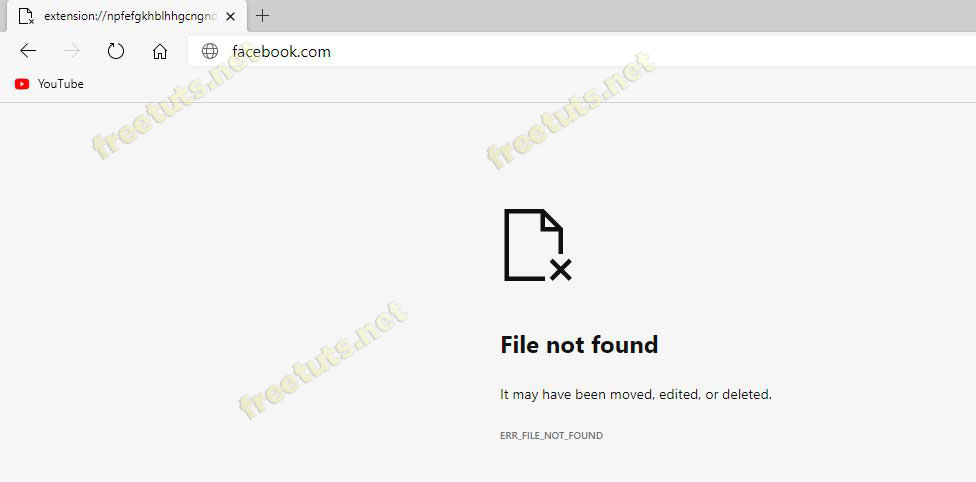 extension://npfefgkhblhhgcngnd
facebook.com
YouTube
freetuts.net
freetuts.net
File not found
It may have been moved, edited, or deleted.
freetuts.net
ERR_FILE_NOT_FOUND